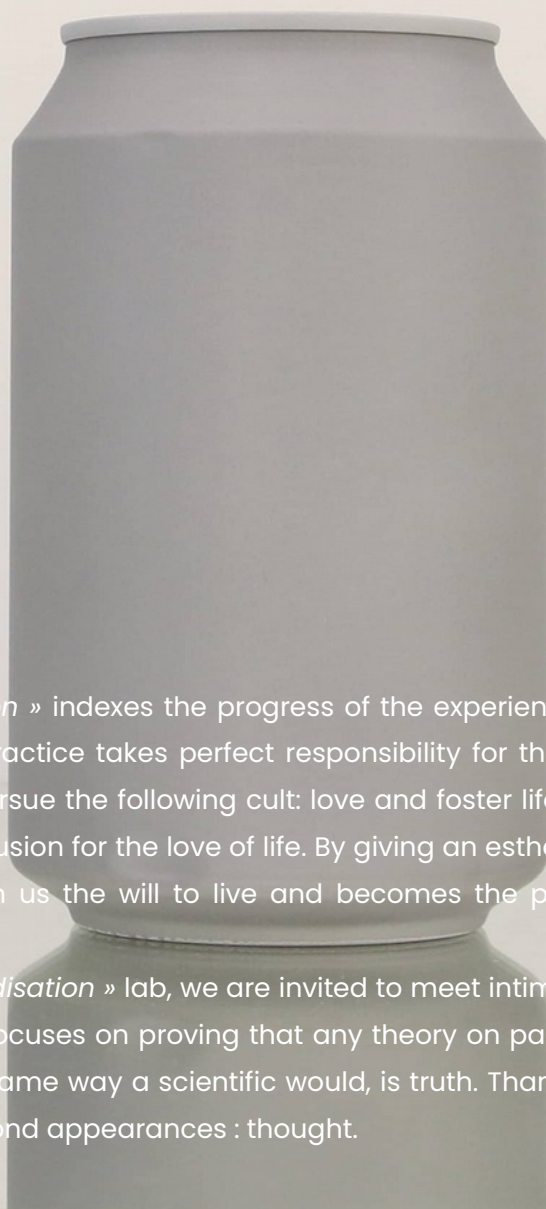 n » indexes the progress of the experien
ractice takes perfect responsibility for th
rsue the following cult: love and foster life
usion for the love of life. By giving an esth
us the will to live and becomes the p
disation » lab, we are invited to meet intim
ocuses on proving that any theory on pa
ame way a scientific would, is truth. Than
ond appearances : thought.